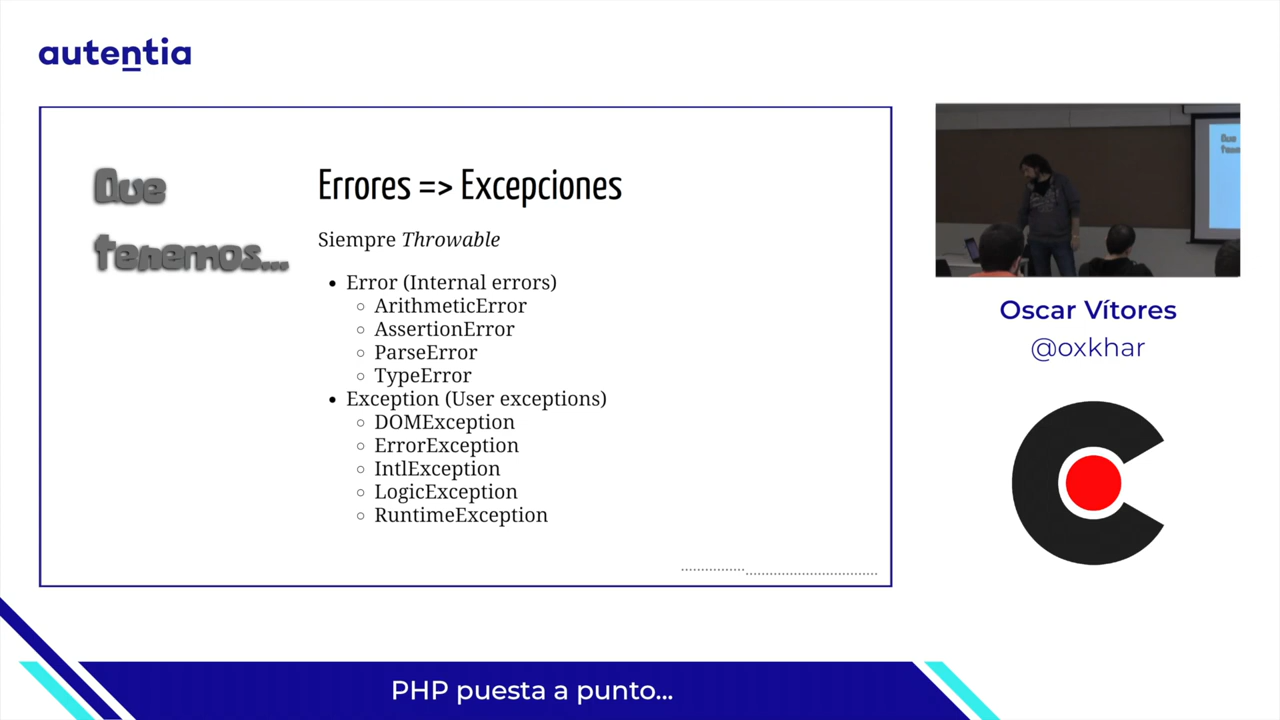 autentia
Que
tenemos...
Errores => Excepciones
Siempre Throwable
Error (Internal errors)
ArithmeticError
AssertionError
ParseError
TypeError
Exception (User exceptions)
DOMException
ErrorException
IntlException
LogicException
RuntimeException
Oscar Vítores
@oxkhar
PHP puesta a punto...